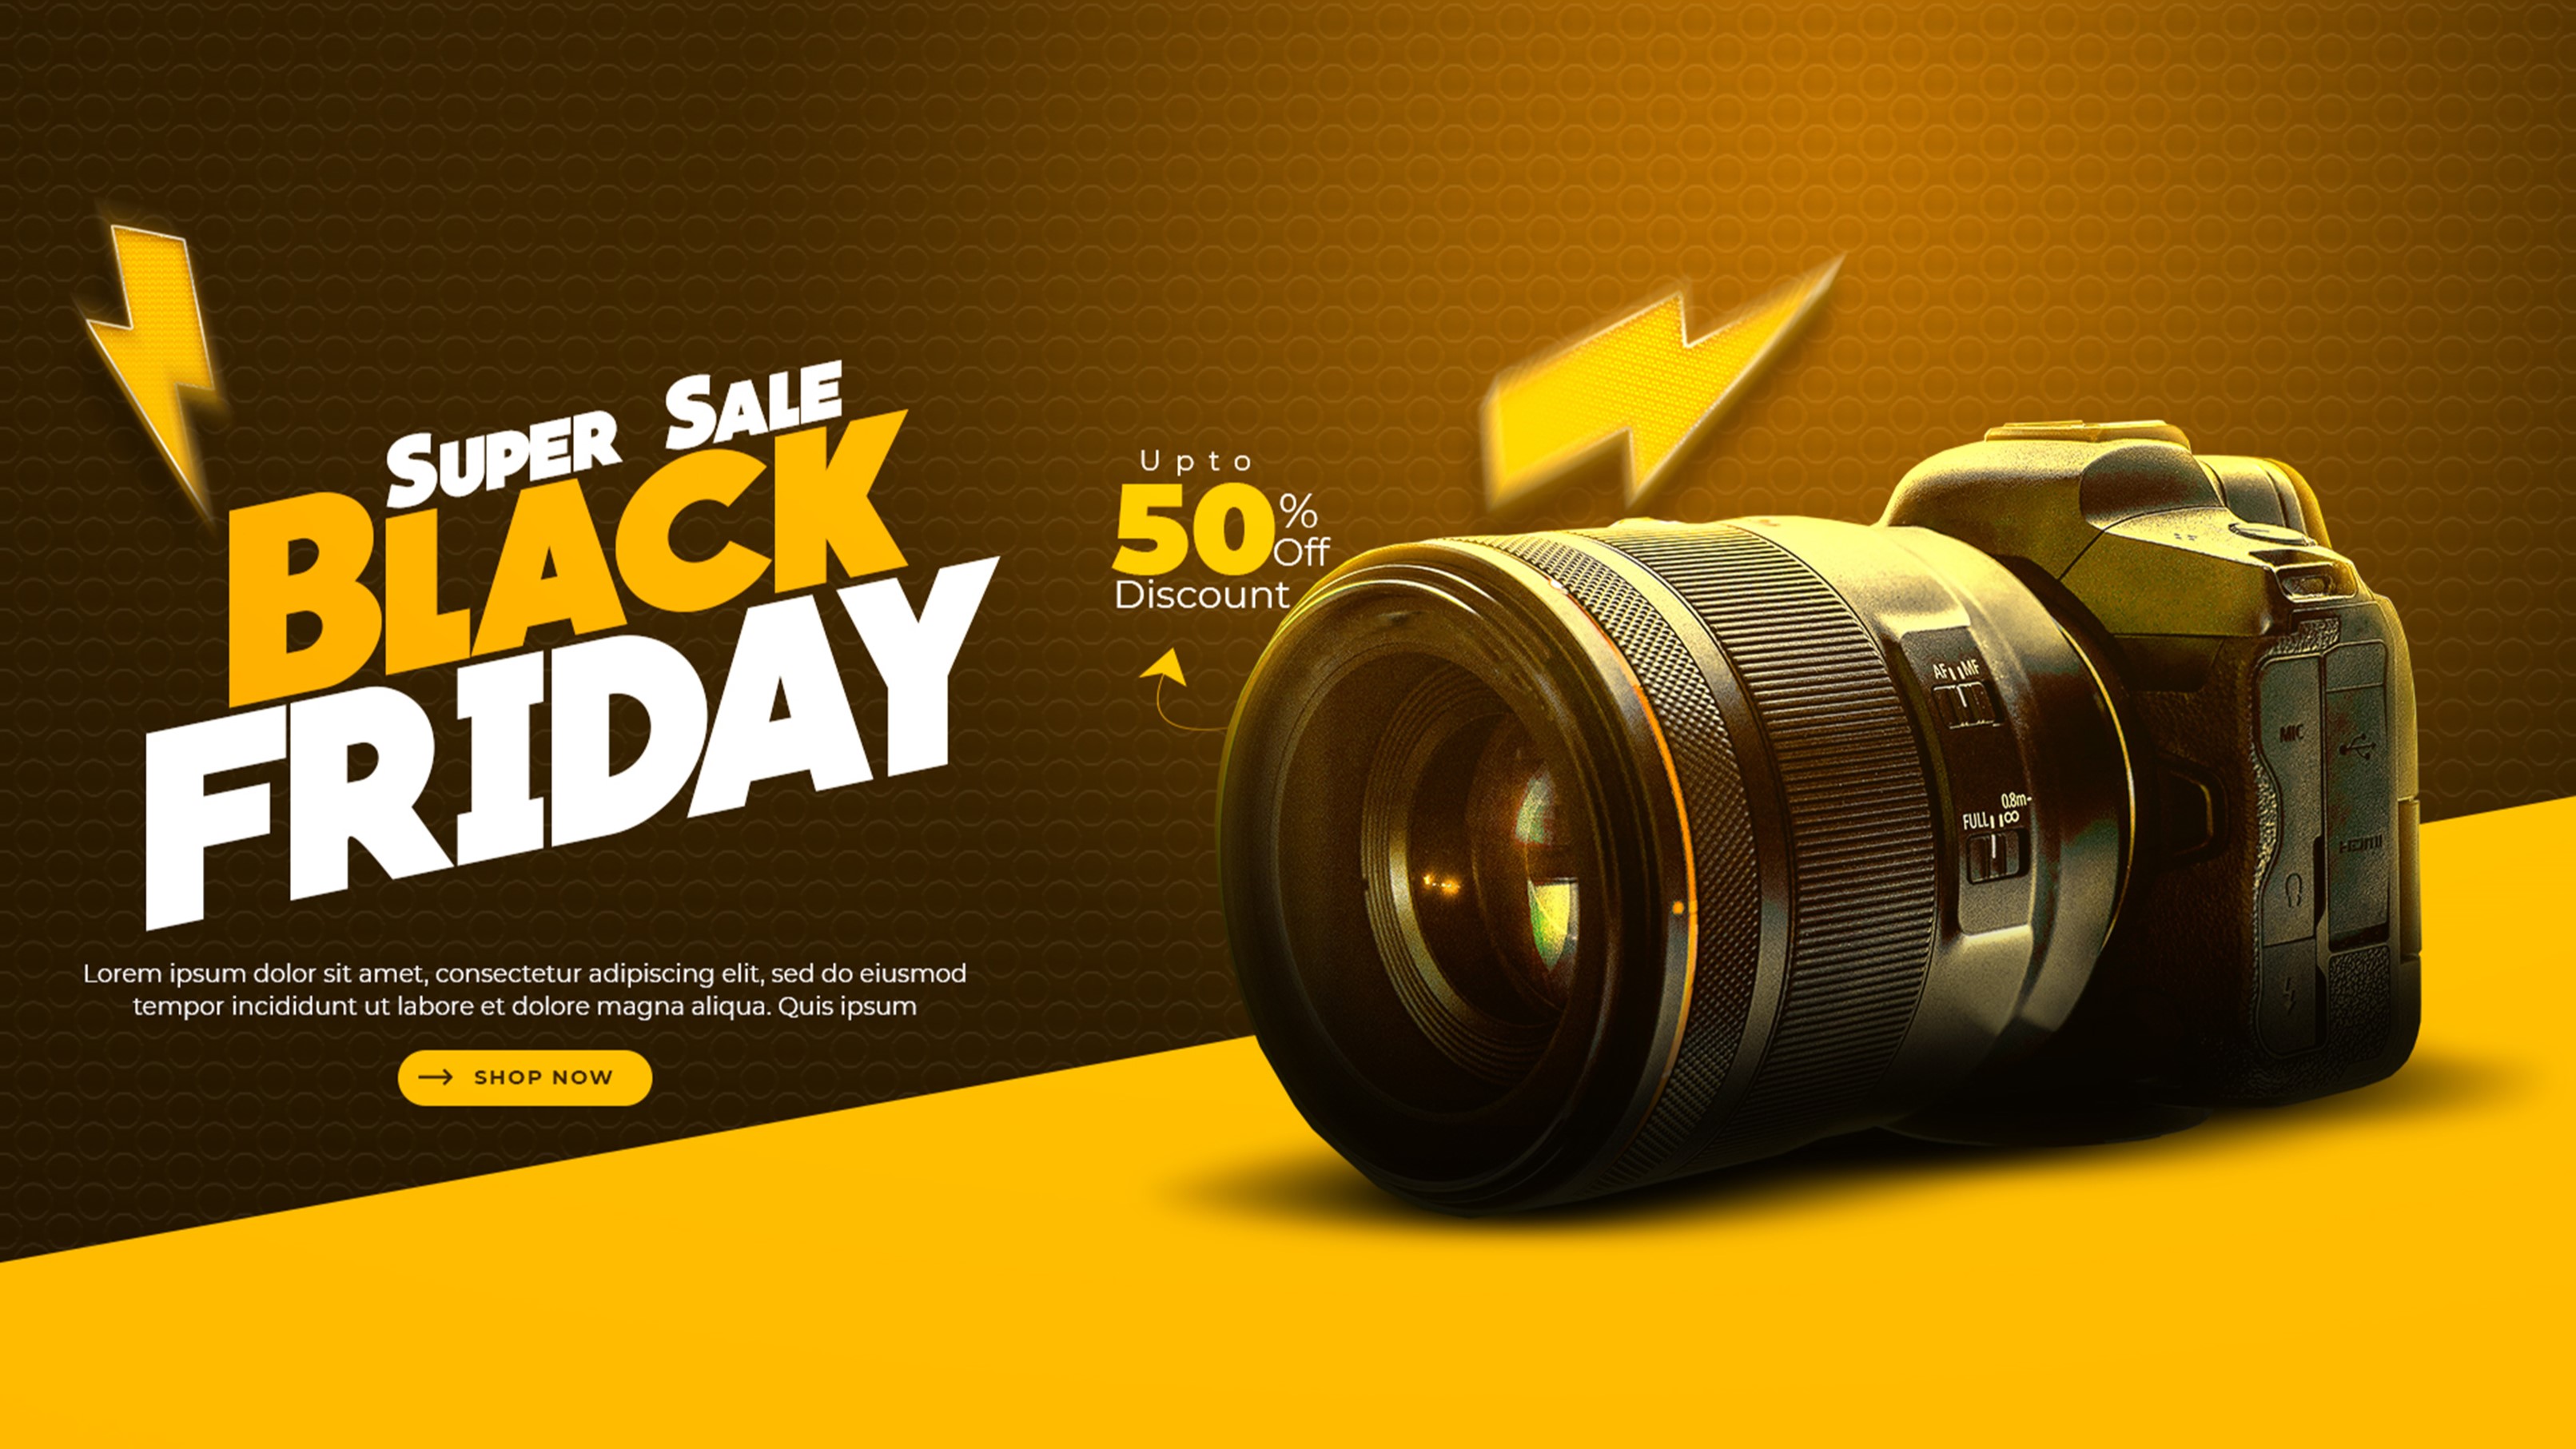 Super Sale
BLACK
FRIDAY
Upto
50%
Off
Discount
Lorem ipsum dolor sit amet, consectetur adipiscing elit, sed do eiusmod
tempor incididunt ut labore et dolore magna aliqua. Quis ipsum
SHOP NOW
AF MF
0.8m-
FULL ∞
MIC
HDMI